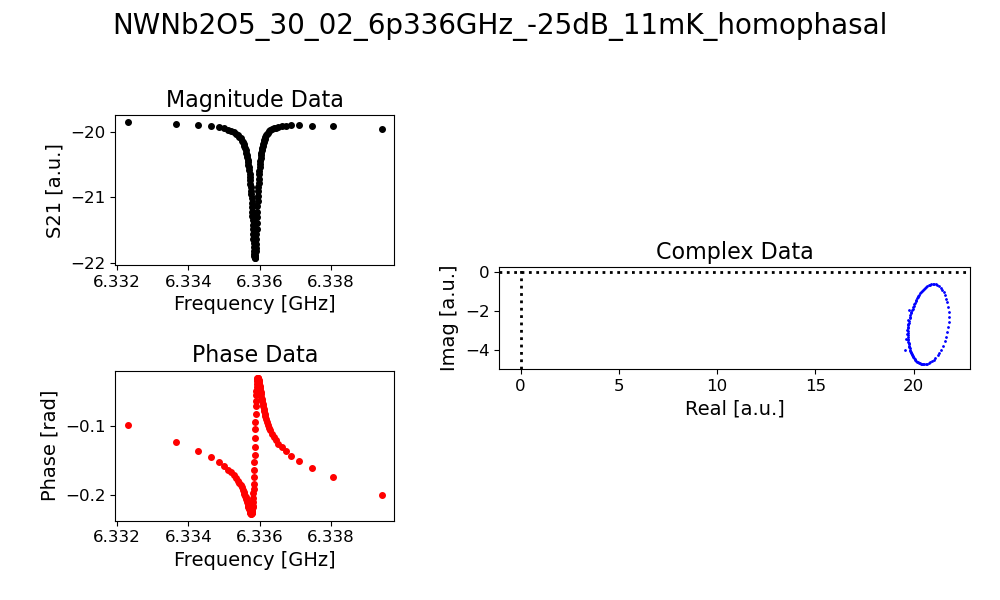 NWNb2O5_30_02_6p336GHz_-25dB_11mK_homophasal
Magnitude Data
S21 [a.u.]
−20
−21
−22
6.332 6.334 6.336 6.338
Frequency [GHz]
Phase Data
Phase [rad]
−0.1
−0.2
6.332 6.334 6.336 6.338
Frequency [GHz]
Complex Data
Imag [a.u.]
0
−2
−4
0 5 10 15 20
Real [a.u.]